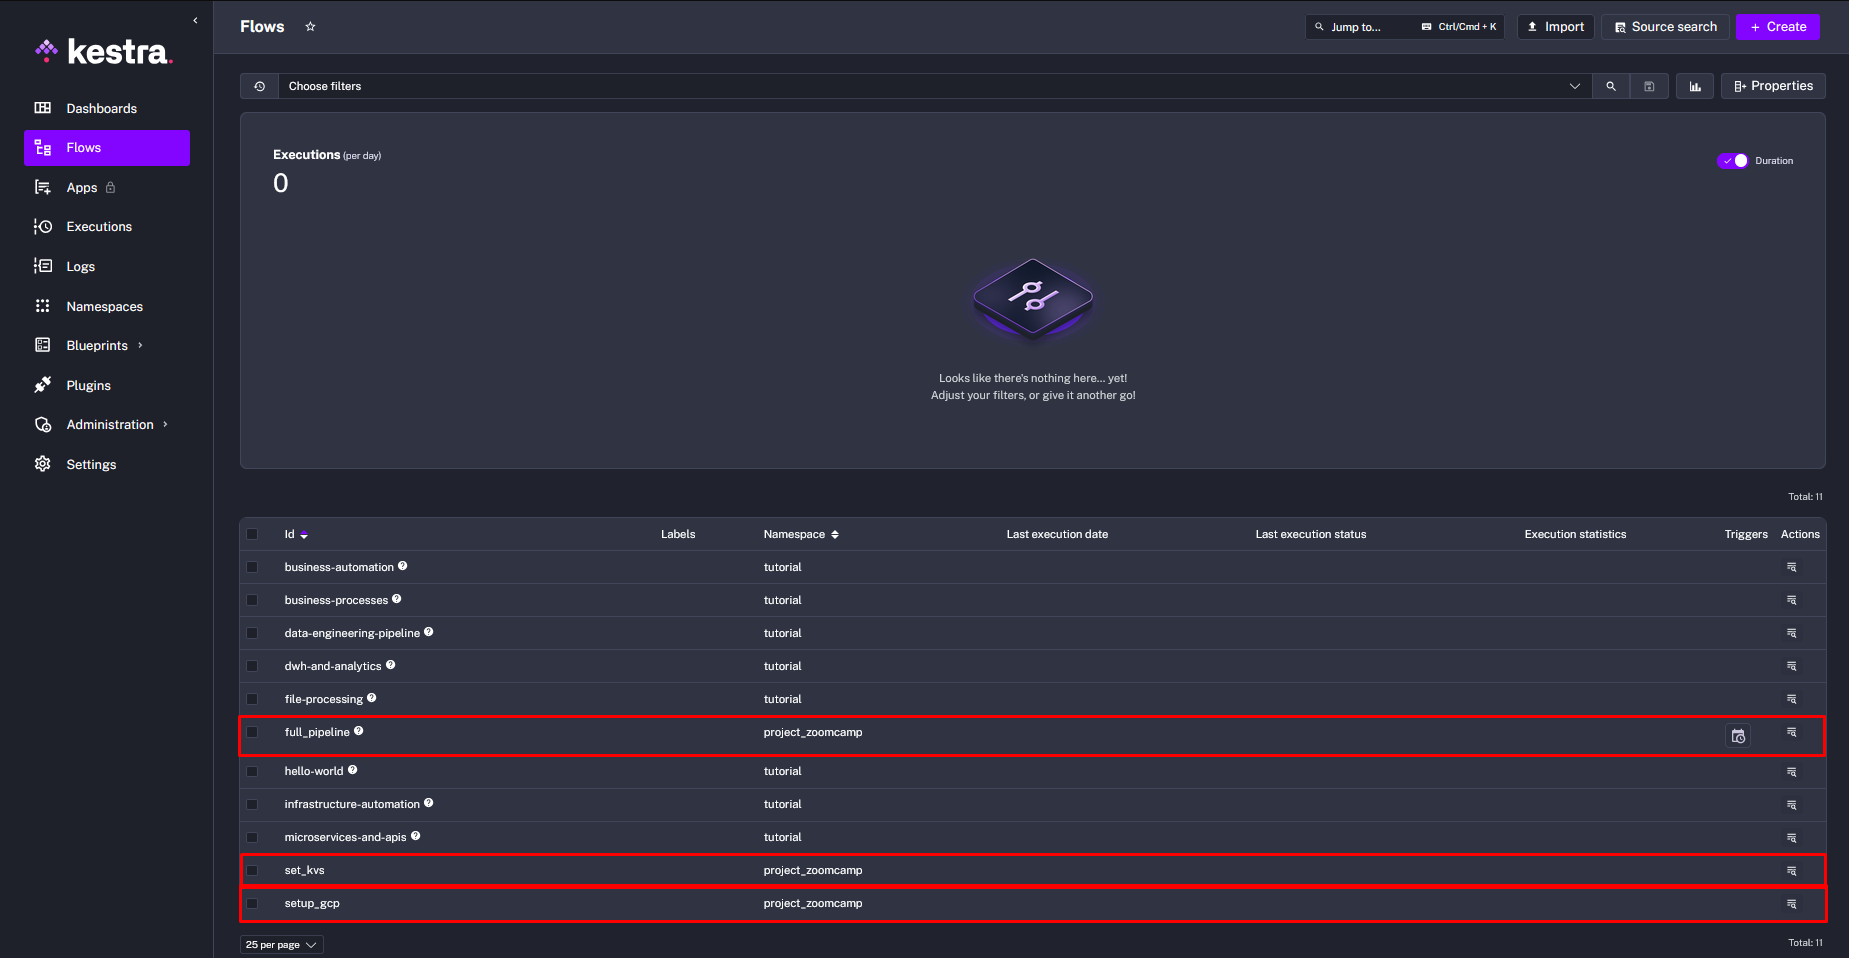 kestra.
Dashboards
Flows
Apps
Executions
Logs
Namespaces
Blueprints
Plugins
Administration
Settings
Flows
Jump to... Ctrl/Cmd + K
Import
Source search
+ Create
Choose filters
Properties
Executions (per day)
0
Duration
Looks like there's nothing here... yet!
Adjust your filters, or give it another go!
Total: 11
Id Labels Namespace Last execution date Last execution status Execution statistics Triggers Actions
business-automation tutorial
business-processes tutorial
data-engineering-pipeline tutorial
dwh-and-analytics tutorial
file-processing tutorial
full_pipeline project_zoomcamp
hello-world tutorial
infrastructure-automation tutorial
microservices-and-apis tutorial
set_kvs project_zoomcamp
setup_gcp project_zoomcamp
25 per page
Total: 11